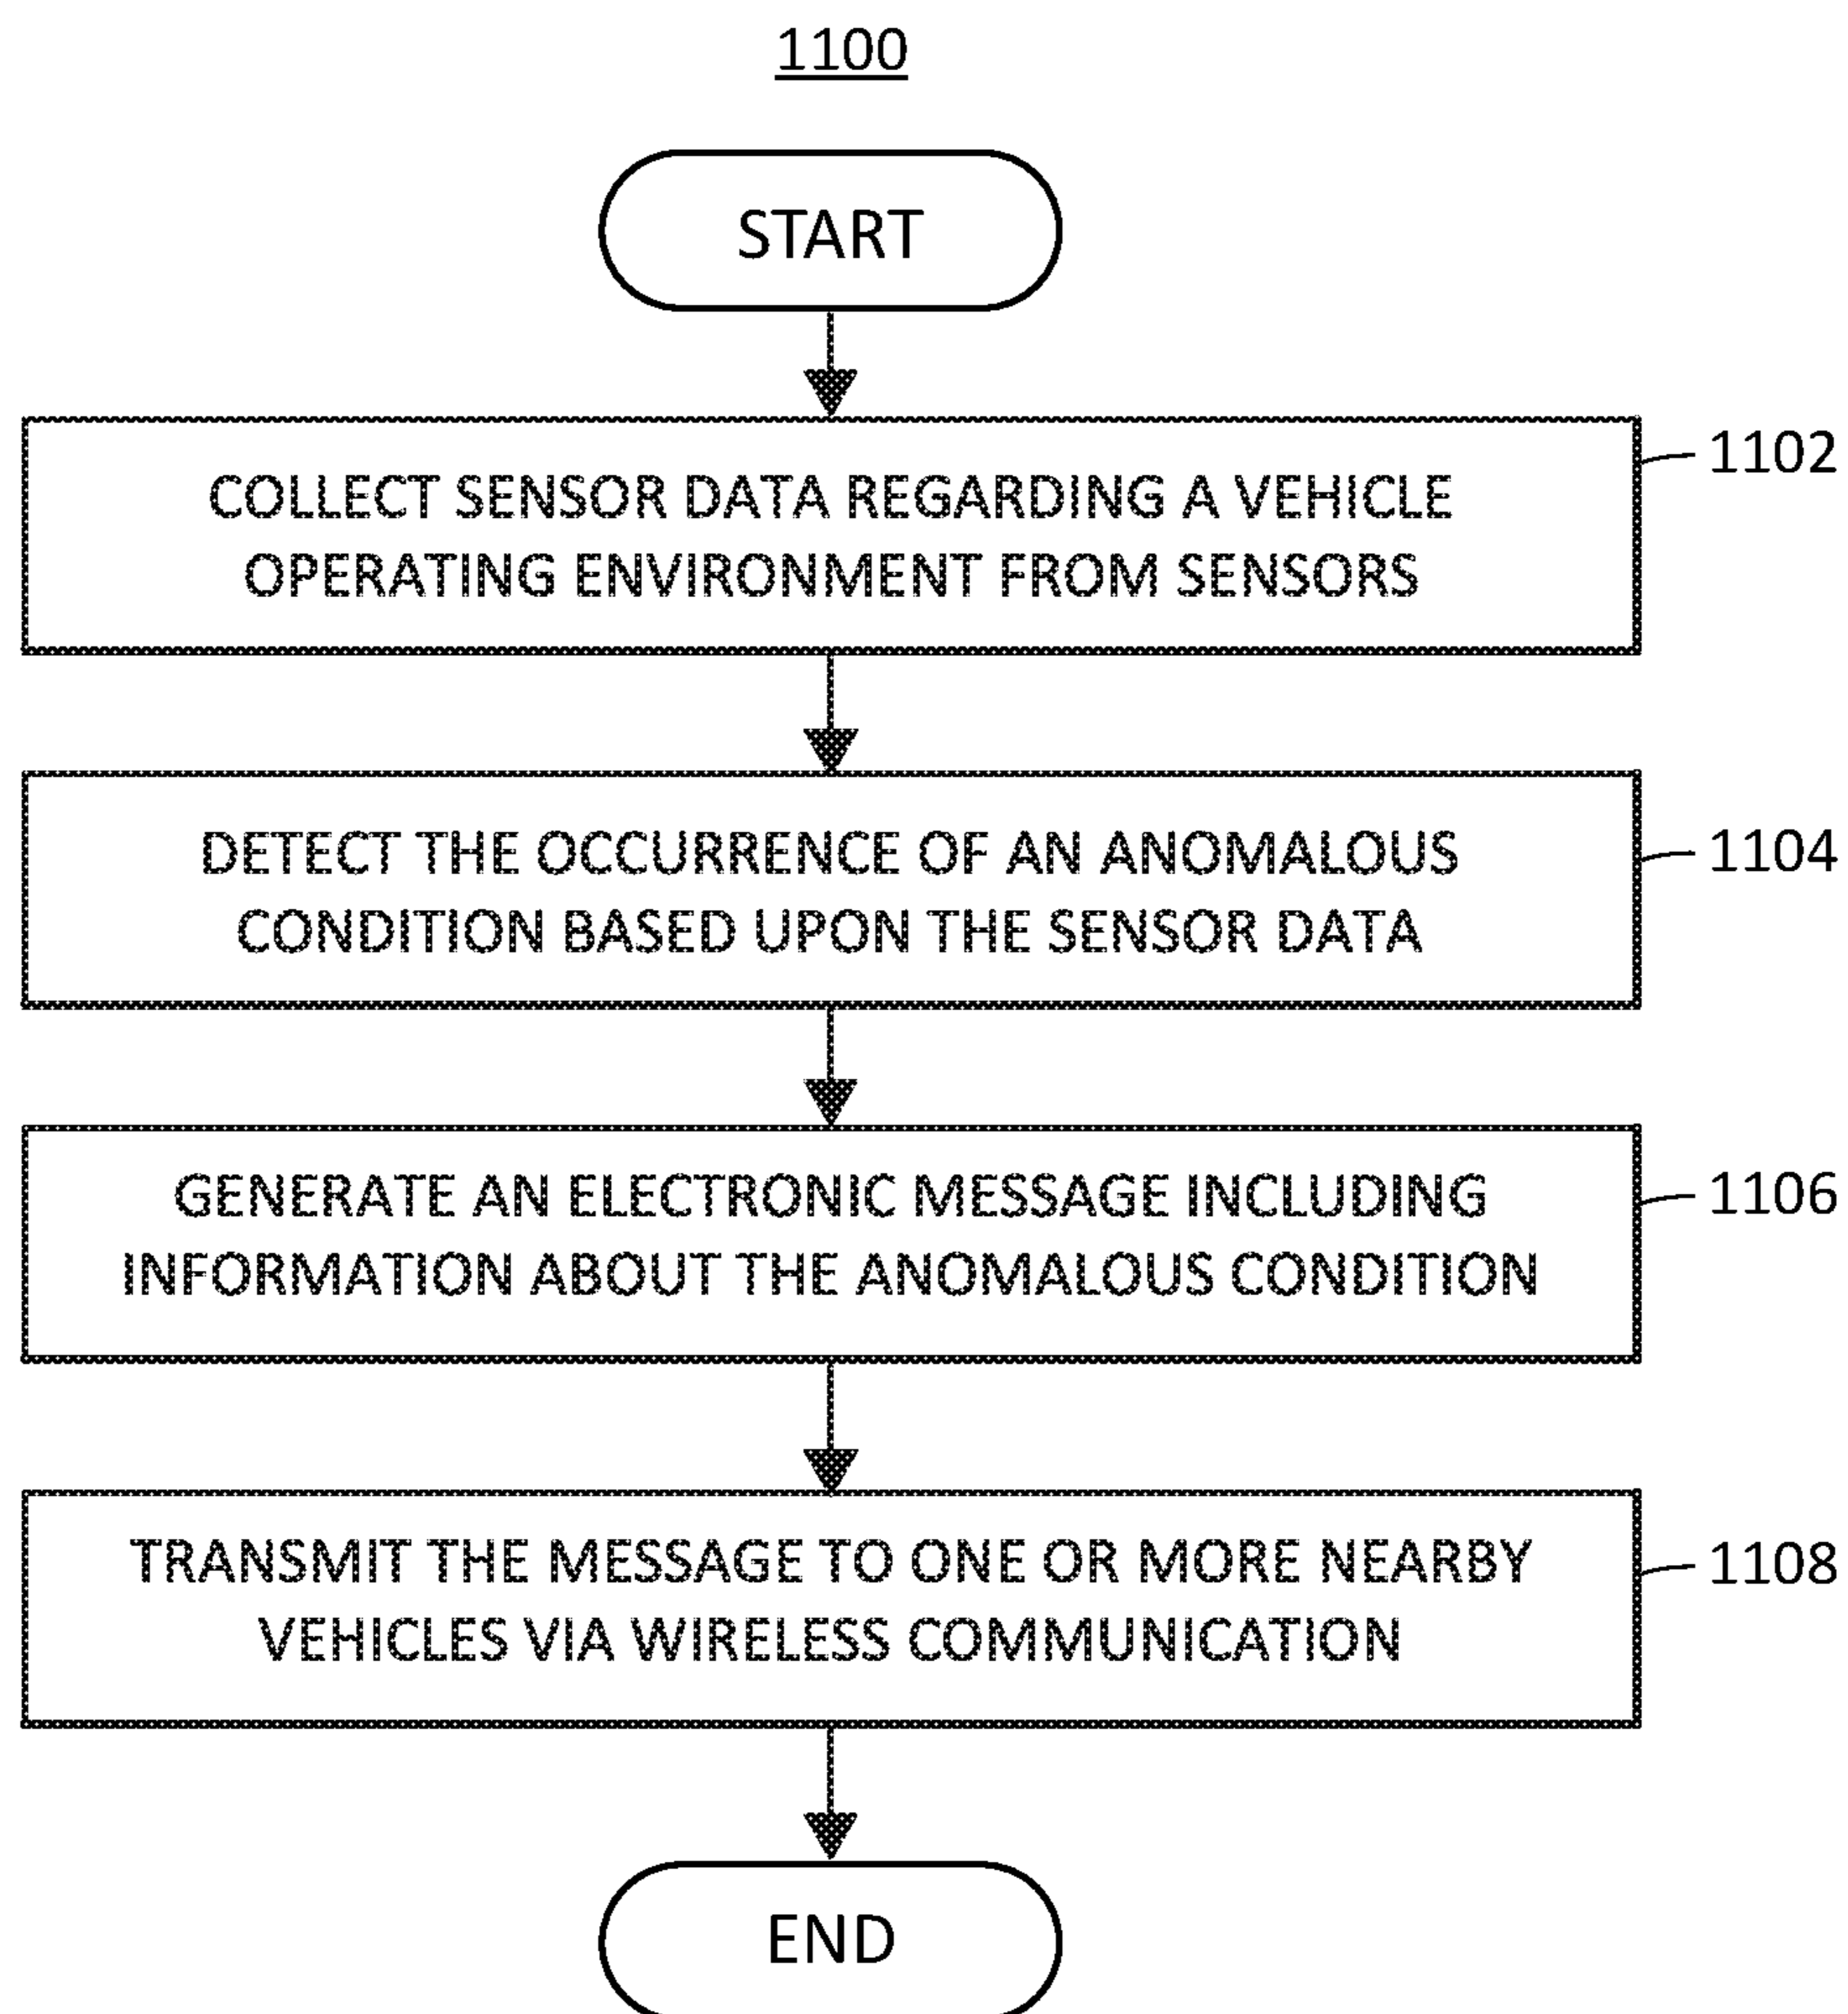 1100
START
COLLECT SENSOR DATA REGARDING A VEHICLE
OPERATING ENVIRONMENT FROM SENSORS
1102
DETECT THE OCCURRENCE OF AN ANOMALOUS
CONDITION BASED UPON THE SENSOR DATA
1104
GENERATE AN ELECTRONIC MESSAGE INCLUDING
INFORMATION ABOUT THE ANOMALOUS CONDITION
1106
TRANSMIT THE MESSAGE TO ONE OR MORE NEARBY
VEHICLES VIA WIRELESS COMMUNICATION
1108
END